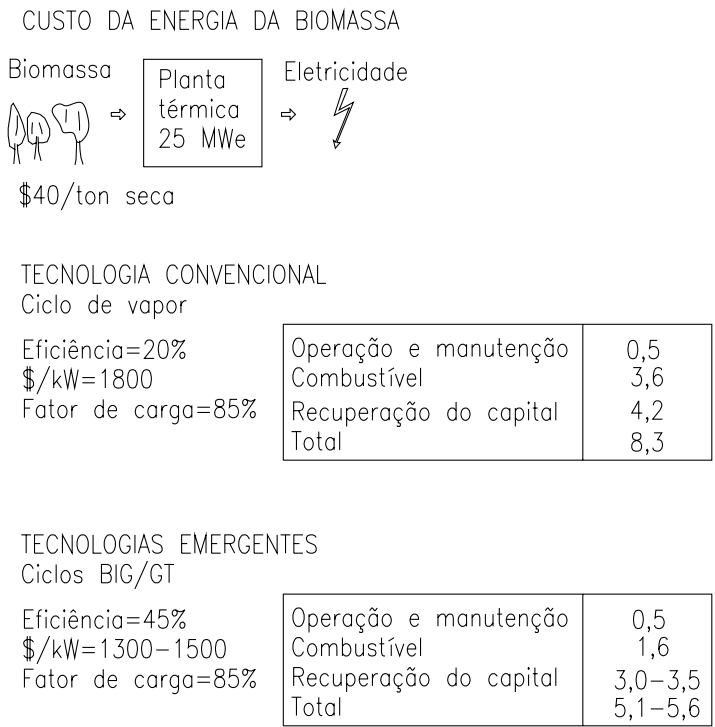 CUSTO DA ENERGIA DA BIOMASSA
Biomassa
Planta
térmica
25 MWe
Eletricidade
$40/ton seca
TECNOLOGIA CONVENCIONAL
Ciclo de vapor
Eficiência=20%
$/kW=1800
Fator de carga=85%
Operação e manutenção 0,5
Combustível 3,6
Recuperação do capital 4,2
Total 8,3
TECNOLOGIAS EMERGENTES
Ciclos BIG/GT
Eficiência=45%
$/kW=1300-1500
Fator de carga=85%
Operação e manutenção 0,5
Combustível 1,6
Recuperação do capital 3,0-3,5
Total 5,1-5,6